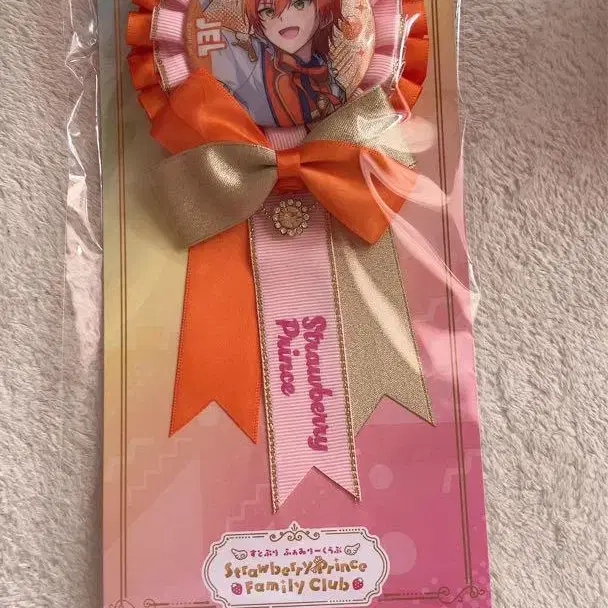 JEL
Strawberry
Prince
すとぷり ふぁみりーくらぶ
Strawberry Prince
Family Club